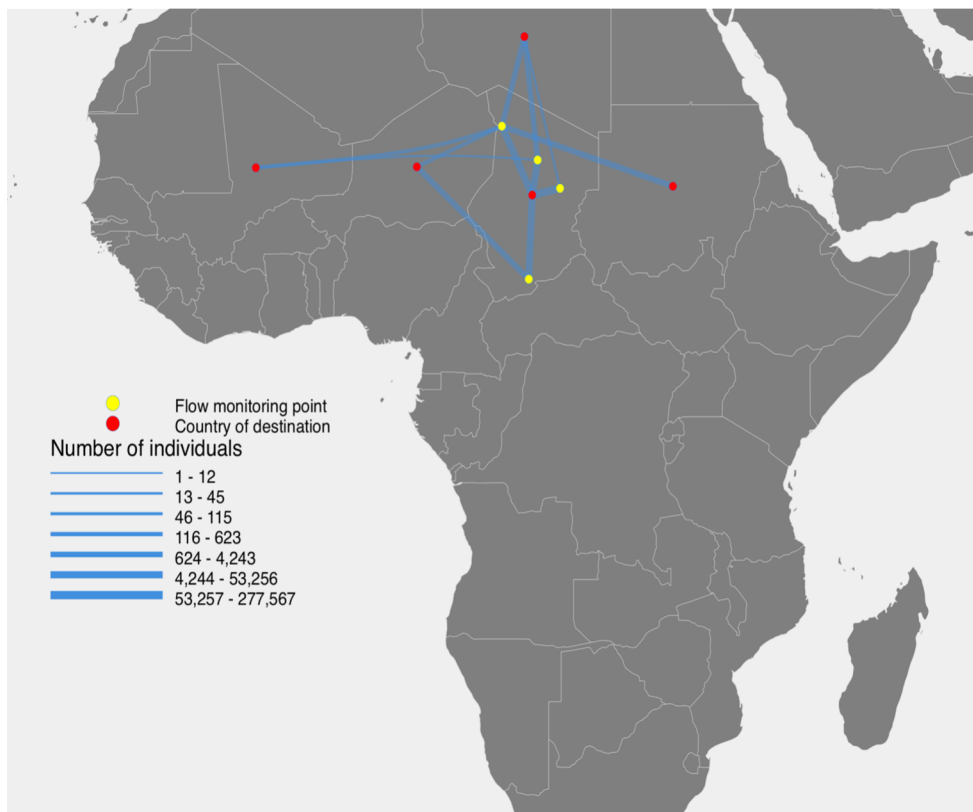 Flow monitoring point
Country of destination
Number of individuals
1 - 12
13 - 45
46 - 115
116 - 623
624 - 4,243
4,244 - 53,256
53,257 - 277,567